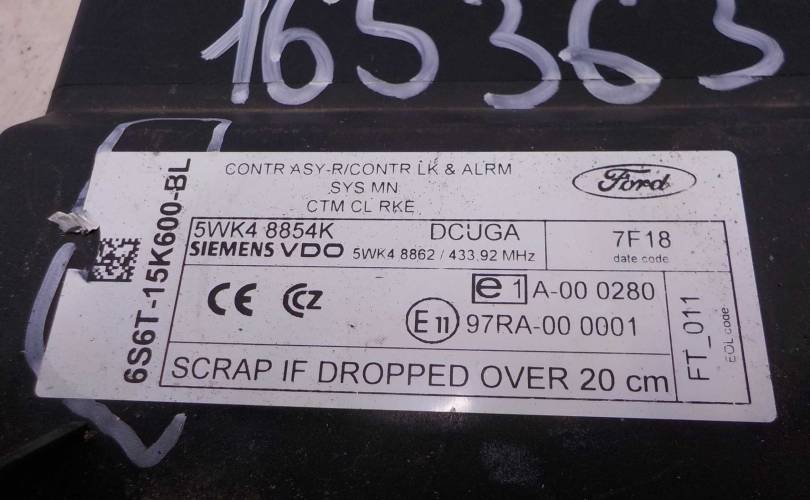 165363
CONTR ASY-R/CONTR LK & ALRM
SYS MN
CTM CL RKE
Ford
6S6T-15K600-BL
5WK4 8854K DCUGA
SIEMENS VDO 5WK4 8862 / 433.92 MHz
7F18
date code
CE CCZ
e1 A-00 0280
E11 97RA-00 0001
FT_011
EOL code
SCRAP IF DROPPED OVER 20 cm